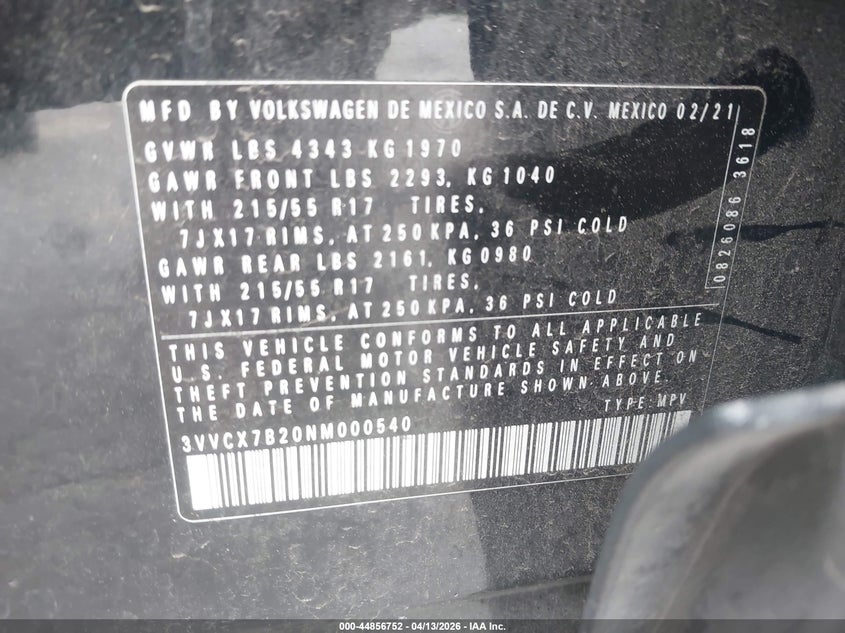 MFD BY VOLKSWAGEN DE MEXICO S.A. DE C.V. MEXICO 02/21
GVWR LBS 4343 KG 1970
GAWR FRONT LBS 2293, KG 1040
WITH 215/55 R17 TIRES,
7JX17 RIMS, AT 250 KPA, 36 PSI COLD
GAWR REAR LBS 2161, KG 0980
WITH 215/55 R17 TIRES,
7JX17 RIMS, AT 250 KPA, 36 PSI COLD
THIS VEHICLE CONFORMS TO ALL APPLICABLE
U.S. FEDERAL MOTOR VEHICLE SAFETY AND
THEFT PREVENTION STANDARDS IN EFFECT ON
THE DATE OF MANUFACTURE SHOWN ABOVE.
TYPE: MPV
3VVCX7B20NM000540
0826086 3618
000-44856752 - 04/13/2026 - IAA Inc.